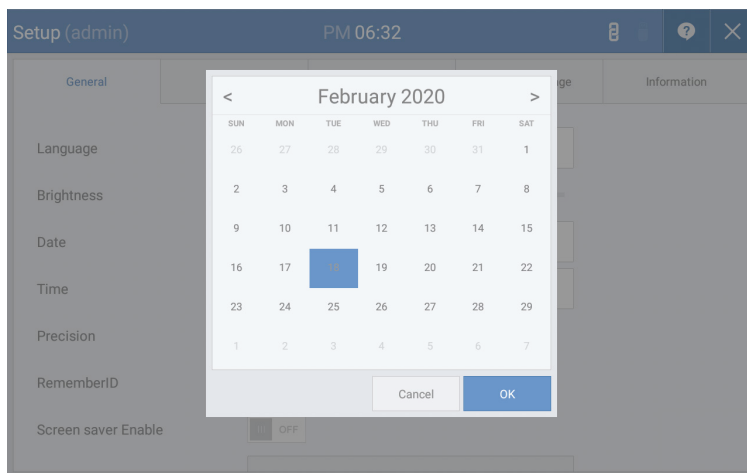 Setup (admin) PM 06:32
General ge Information
< February 2020 >
SUN MON TUE WED THU FRI SAT
26 27 28 29 30 31 1
2 3 4 5 6 7 8
9 10 11 12 13 14 15
16 17 18 19 20 21 22
23 24 25 26 27 28 29
1 2 3 4 5 6 7
Cancel OK
Language
Brightness
Date
Time
Precision
RememberID
Screen saver Enable OFF